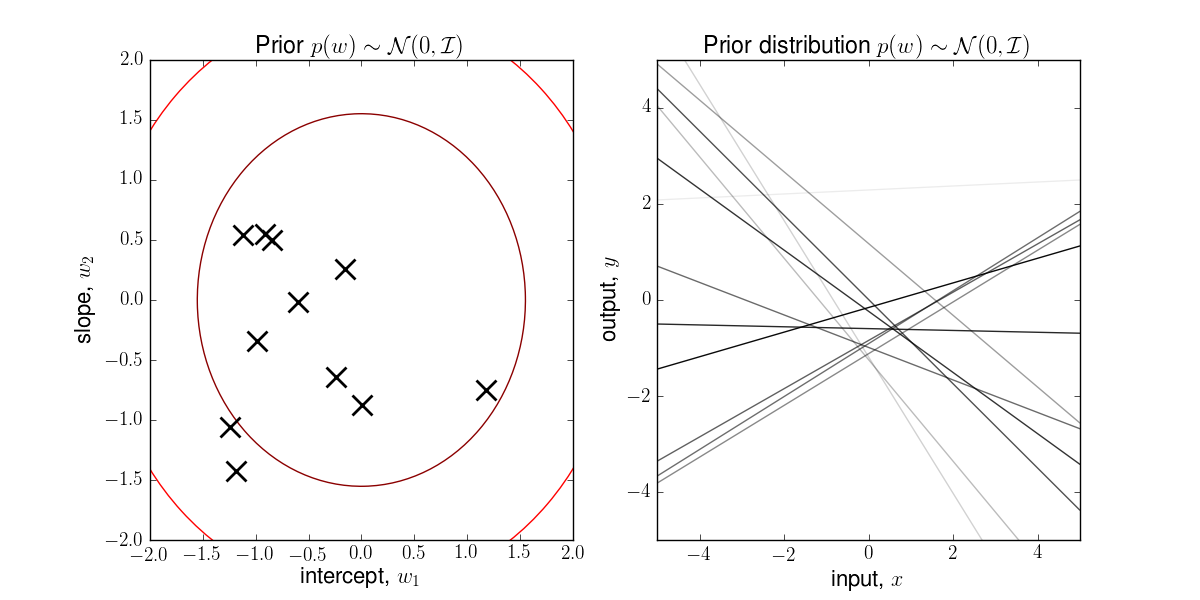 Prior p(w) ∼ 𝒩(0, ℐ)
2.0
1.5
1.0
0.5
0.0
−0.5
−1.0
−1.5
−2.0
slope, w₂
−2.0 −1.5 −1.0 −0.5 0.0 0.5 1.0 1.5 2.0
intercept, w₁
Prior distribution p(w) ∼ 𝒩(0, ℐ)
4
2
0
−2
−4
output, y
−4 −2 0 2 4
input, x